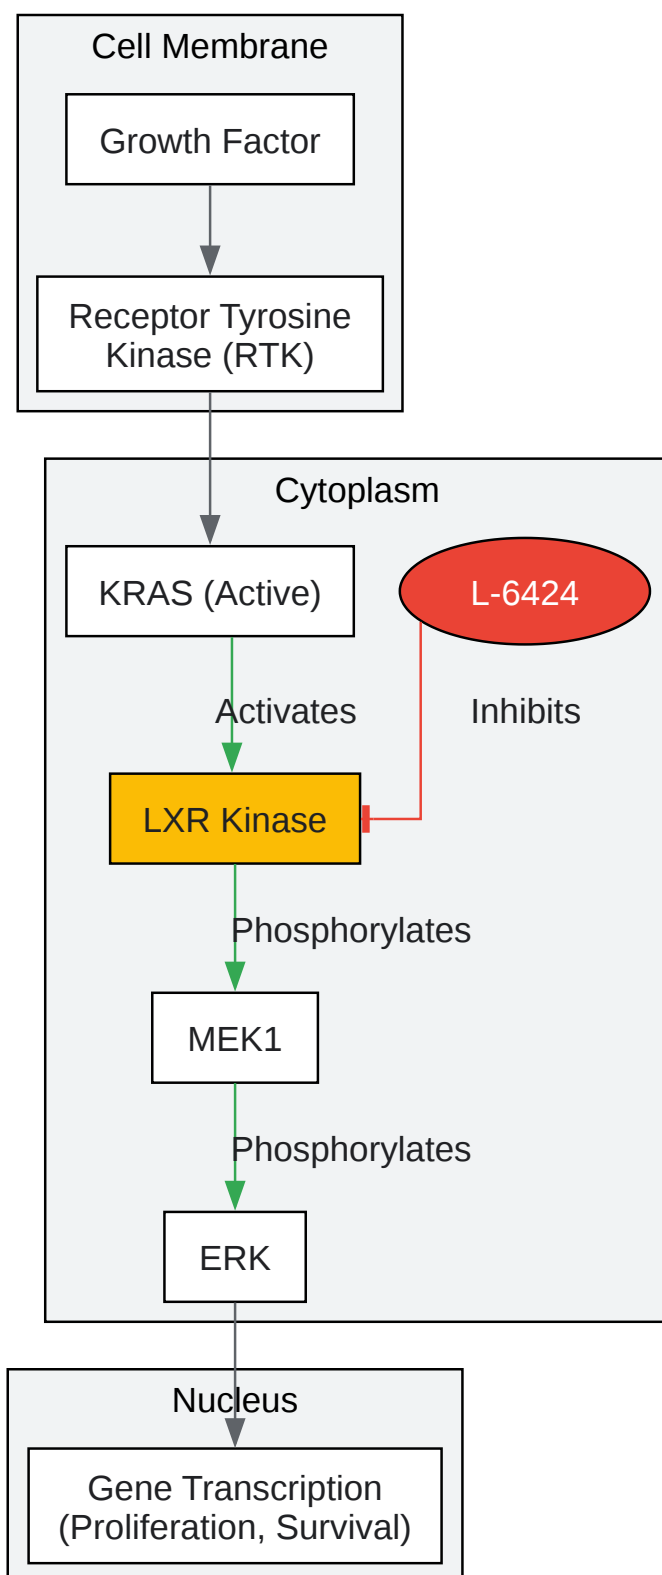 Cell Membrane
Growth Factor
Receptor Tyrosine
Kinase (RTK)
Cytoplasm
KRAS (Active)
L-6424
Activates
Inhibits
LXR Kinase
Phosphorylates
MEK1
Phosphorylates
ERK
Nucleus
Gene Transcription
(Proliferation, Survival)